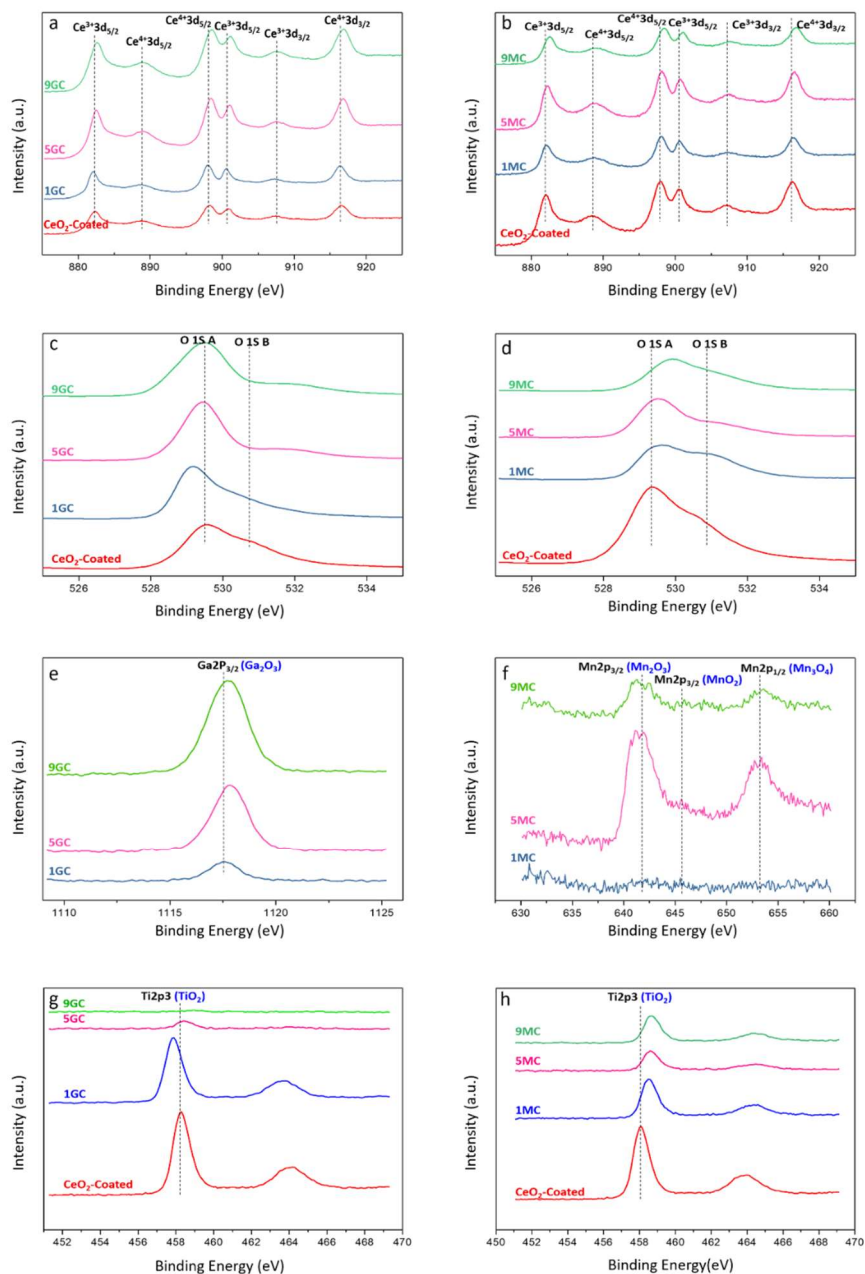 a
Ce³⁺3d₅/₂
Ce⁴⁺3d₅/₂
Ce⁴⁺3d₅/₂
Ce³⁺3d₅/₂
Ce³⁺3d₃/₂
Ce⁴⁺3d₃/₂
9GC
5GC
1GC
CeO₂-Coated
Intensity (a.u.)
880 890 900 910 920
Binding Energy (eV)
b
Ce³⁺3d₅/₂
Ce⁴⁺3d₅/₂
Ce⁴⁺3d₅/₂
Ce³⁺3d₅/₂
Ce³⁺3d₃/₂
Ce⁴⁺3d₃/₂
9MC
5MC
1MC
CeO₂-Coated
Intensity (a.u.)
880 890 900 910 920
Binding Energy (eV)
c
O 1S A O 1S B
9GC
5GC
1GC
CeO₂-Coated
Intensity (a.u.)
526 528 530 532 534
Binding Energy (eV)
d
O 1S A O 1S B
9MC
5MC
1MC
CeO₂-Coated
Intensity (a.u.)
526 528 530 532 534
Binding Energy (eV)
e
Ga2P₃/₂ (Ga₂O₃)
9GC
5GC
1GC
Intensity (a.u.)
1110 1115 1120 1125
Binding Energy (eV)
f
Mn2p₃/₂ (Mn₂O₃)
Mn2p₃/₂ (MnO₂)
Mn2p₁/₂ (Mn₃O₄)
9MC
5MC
1MC
Intensity (a.u.)
630 635 640 645 650 655 660
Binding Energy (eV)
g
Ti2p3 (TiO₂)
9GC
5GC
1GC
CeO₂-Coated
Intensity (a.u.)
452 454 456 458 460 462 464 466 468 470
Binding Energy (eV)
h
Ti2p3 (TiO₂)
9MC
5MC
1MC
CeO₂-Coated
Intensity (a.u.)
450 452 454 456 458 460 462 464 466 468 470
Binding Energy(eV)